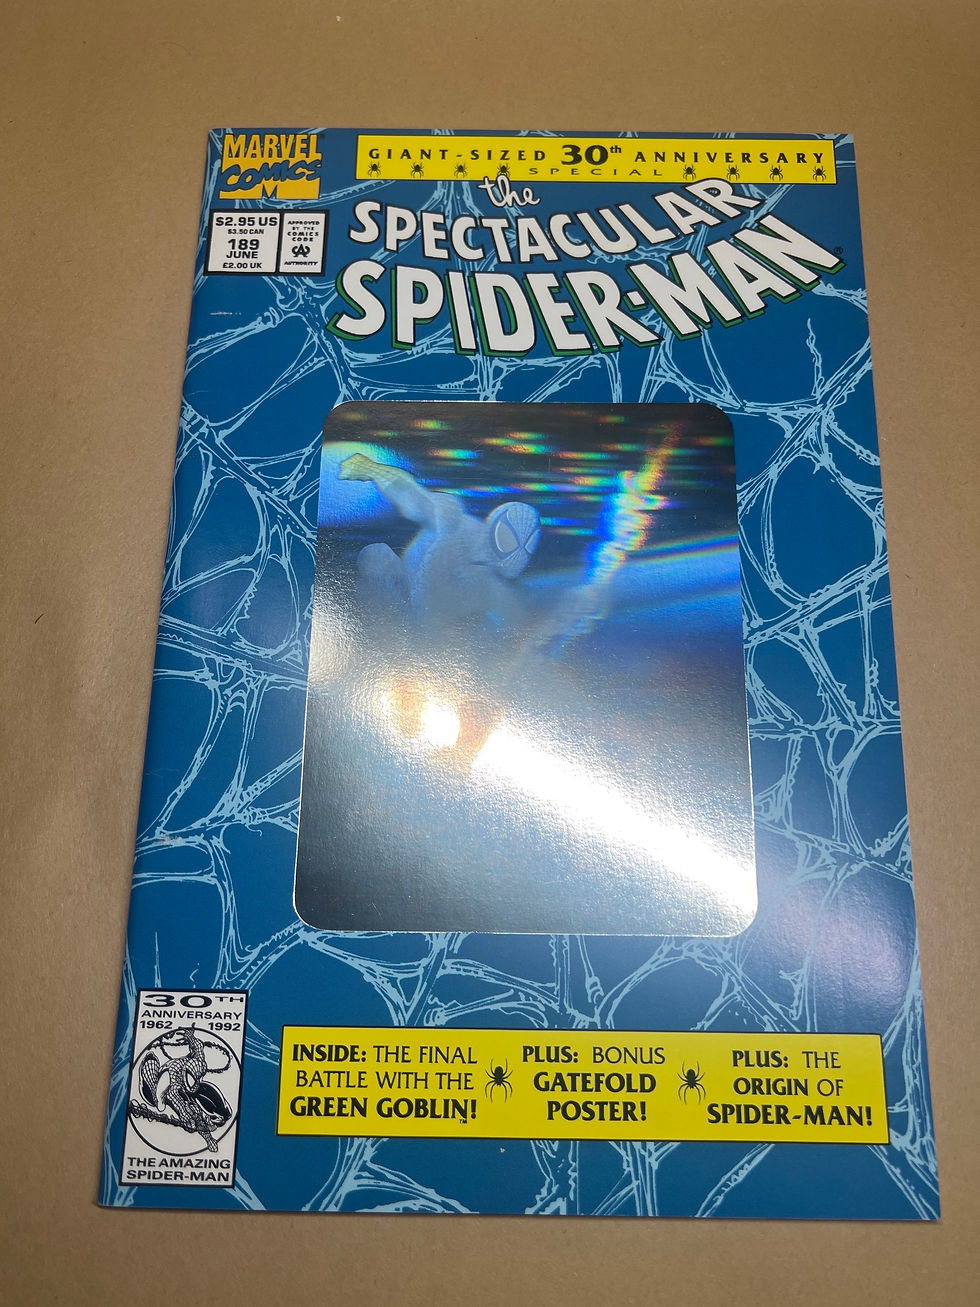 MARVEL
COMICS
M
GIANT-SIZED 30th ANNIVERSARY
SPECIAL
$2.95 US
$3.50 CAN
189
JUNE
£2.00 UK
APPROVED
BY THE
COMICS
CODE
CA
AUTHORITY
the
SPECTACULAR
SPIDER-MAN®
30TH
ANNIVERSARY
1962 1992
THE AMAZING
SPIDER-MAN
INSIDE: THE FINAL
BATTLE WITH THE
GREEN GOBLIN!™
PLUS: BONUS
GATEFOLD
POSTER!
PLUS: THE
ORIGIN OF
SPIDER-MAN!